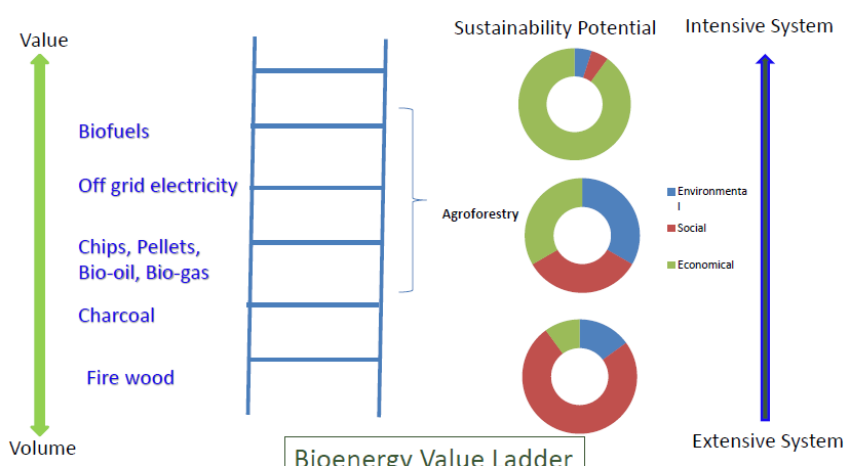 Value
Sustainability Potential
Intensive System
Biofuels
Off grid electricity
Chips, Pellets,
Bio-oil, Bio-gas
Charcoal
Fire wood
Agroforestry
Environmenta
l
Social
Economical
Volume
Bioenergy Value Ladder
Extensive System